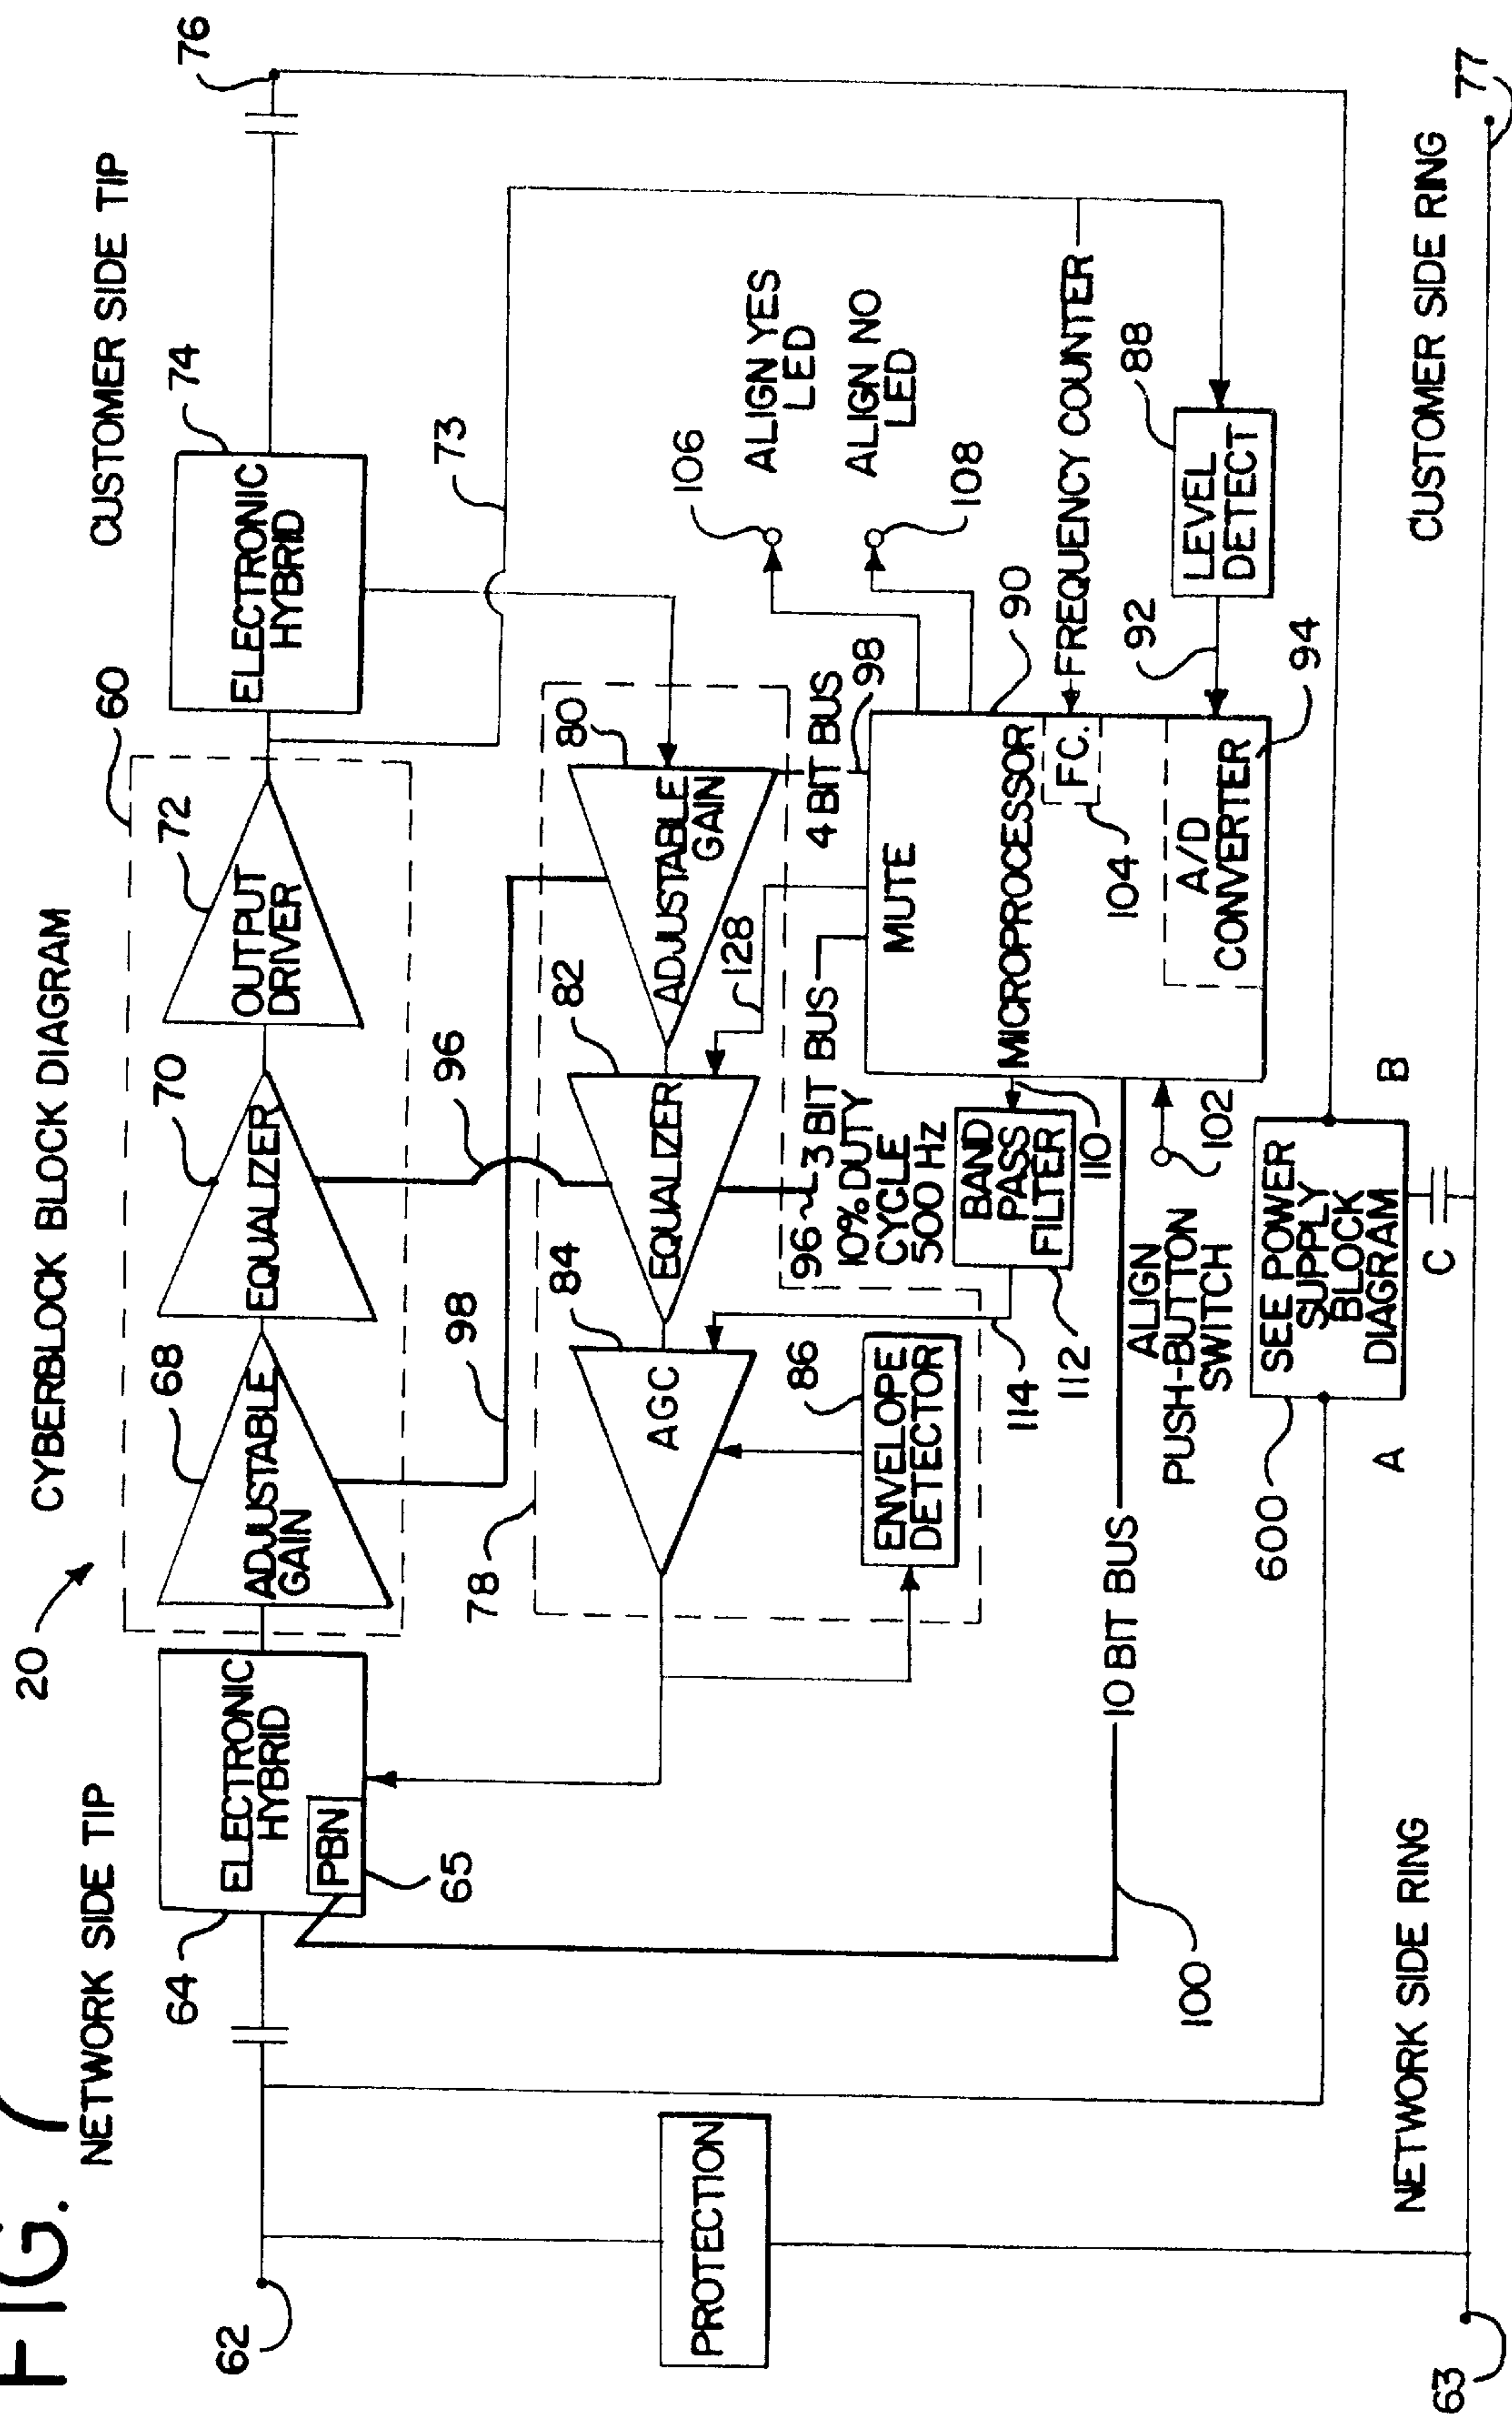 FIG. 7
CYBERBLOCK BLOCK DIAGRAM
20
NETWORK SIDE TIP
CUSTOMER SIDE TIP
62
64
ELECTRONIC
HYBRID
PBN
65
60
68
ADJUSTABLE
GAIN
70
EQUALIZER
72
OUTPUT
DRIVER
74
ELECTRONIC
HYBRID
76
73
96
98
78
84
AGC
82
EQUALIZER
80
ADJUSTABLE
GAIN
128
86
ENVELOPE
DETECTOR
96
3 BIT BUS
4 BIT BUS
98
10% DUTY
CYCLE
500 HZ
BAND
PASS
FILTER
110
112
114
MUTE
MICROPROCESSOR
90
FC.
104
A/D
CONVERTER
94
106
ALIGN YES
LED
108
ALIGN NO
LED
FREQUENCY COUNTER
88
LEVEL
DETECT
92
10 BIT BUS
100
ALIGN
PUSH-BUTTON
SWITCH
102
PROTECTION
600
SEE POWER
SUPPLY
BLOCK
DIAGRAM
A
B
C
NETWORK SIDE RING
CUSTOMER SIDE RING
63
77